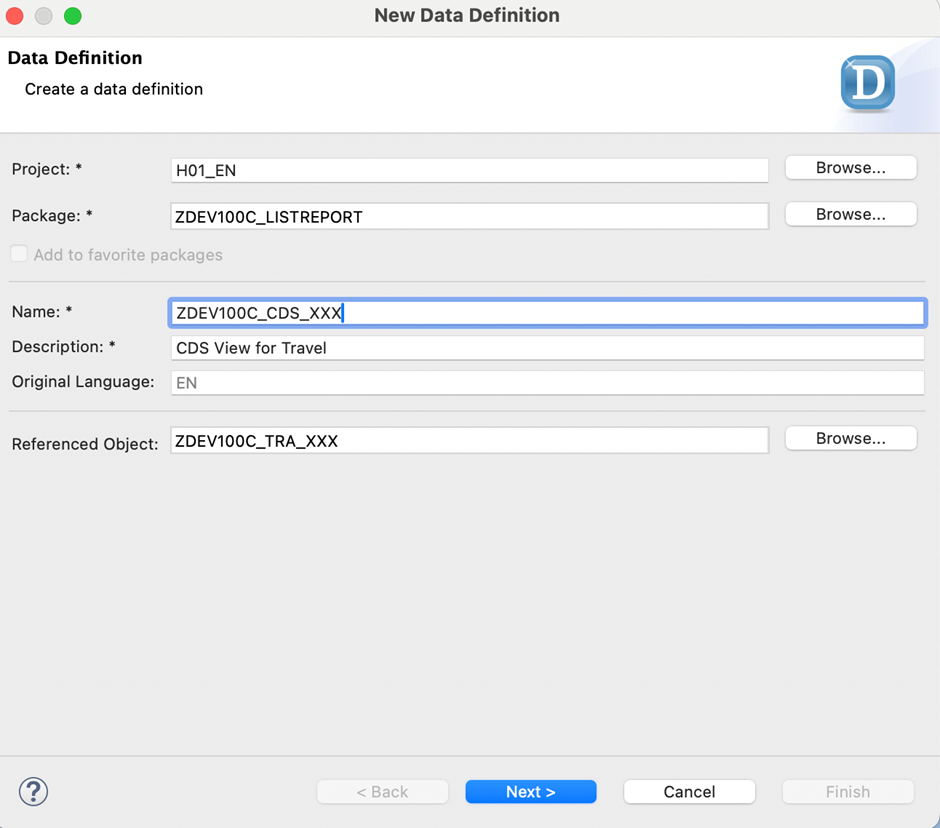 New Data Definition
Data Definition
Create a data definition
D
Project: * H01_EN Browse...
Package: * ZDEV100C_LISTREPORT Browse...
Add to favorite packages
Name: * ZDEV100C_CDS_XXX
Description: * CDS View for Travel
Original Language: EN
Referenced Object: ZDEV100C_TRA_XXX Browse...
? < Back Next > Cancel Finish